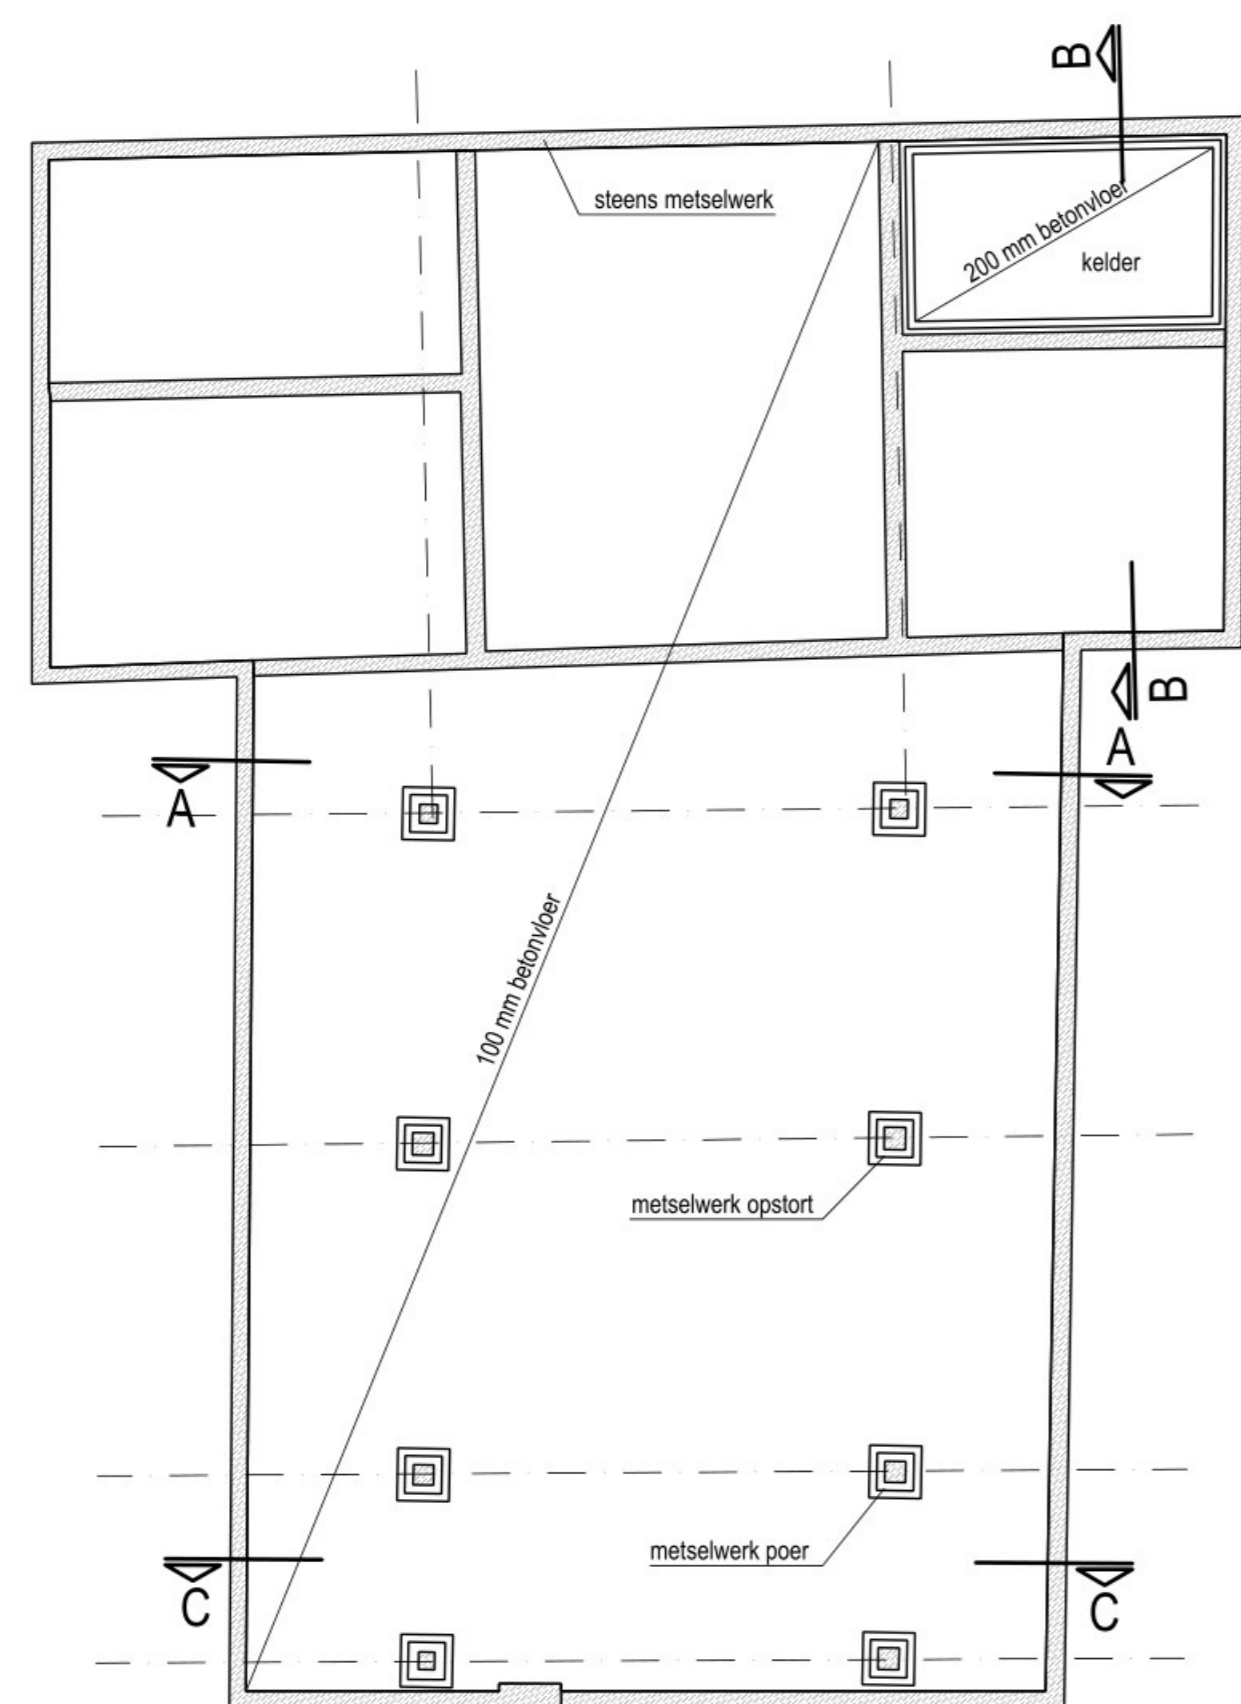 B
steens metselwerk
200 mm betonvloer
kelder
B
A
A
100 mm betonvloer
metselwerk opstort
metselwerk poer
C
C